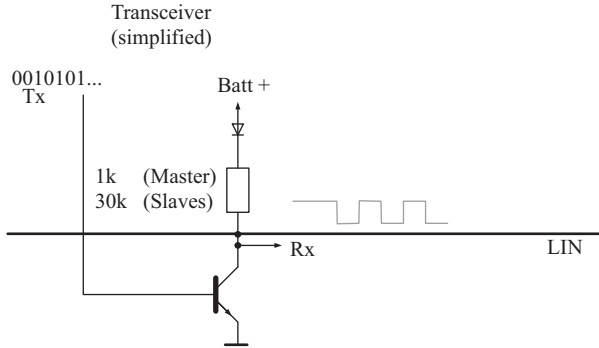 Transceiver
(simplified)
0010101...
Tx
Batt +
1k (Master)
30k (Slaves)
Rx
LIN